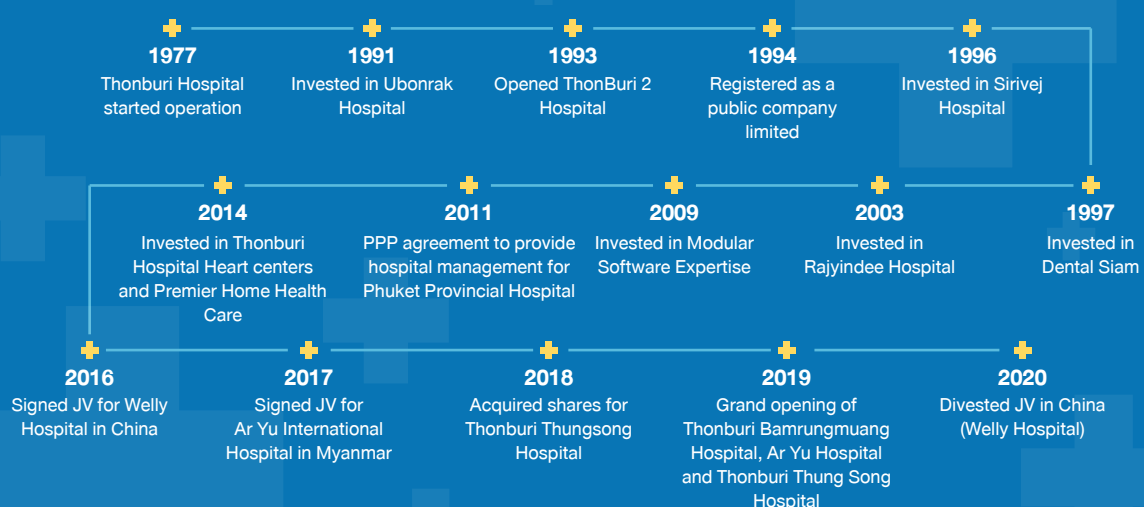 1977
Thonburi Hospital
started operation
1991
Invested in Ubonrak
Hospital
1993
Opened ThonBuri 2
Hospital
1994
Registered as a
public company
limited
1996
Invested in Sirivej
Hospital
1997
Invested in
Dental Siam
2003
Invested in
Rajyindee Hospital
2009
Invested in Modular
Software Expertise
2011
PPP agreement to provide
hospital management for
Phuket Provincial Hospital
2014
Invested in Thonburi
Hospital Heart centers
and Premier Home Health
Care
2016
Signed JV for Welly
Hospital in China
2017
Signed JV for
Ar Yu International
Hospital in Myanmar
2018
Acquired shares for
Thonburi Thungsong
Hospital
2019
Grand opening of
Thonburi Bamrungmuang
Hospital, Ar Yu Hospital
and Thonburi Thung Song
Hospital
2020
Divested JV in China
(Welly Hospital)